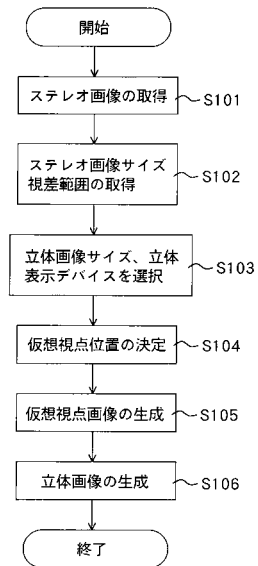 開始
ステレオ画像の取得
S101
ステレオ画像サイズ
視差範囲の取得
S102
立体画像サイズ、立体
表示デバイスを選択
S103
仮想視点位置の決定
S104
仮想視点画像の生成
S105
立体画像の生成
S106
終了